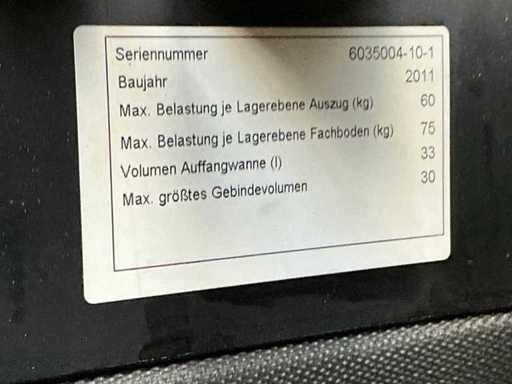 Seriennummer 6035004-10-1
Baujahr 2011
Max. Belastung je Lagerebene Auszug (kg) 60
Max. Belastung je Lagerebene Fachboden (kg) 75
Volumen Auffangwanne (l) 33
Max. größtes Gebindevolumen 30